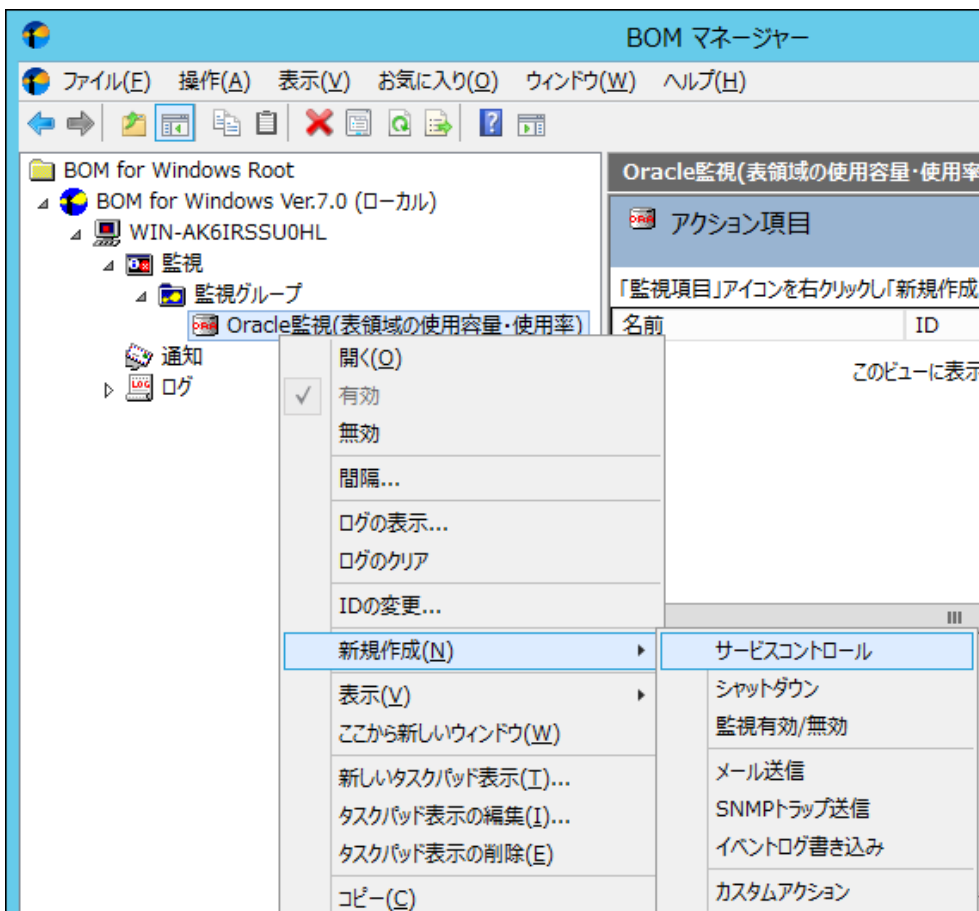 BOM マネージャー
ファイル(F) 操作(A) 表示(V) お気に入り(O) ウィンドウ(W) ヘルプ(H)
BOM for Windows Root
BOM for Windows Ver.7.0 (ローカル)
WIN-AK6IRSSU0HL
監視
監視グループ
Oracle監視(表領域の使用容量・使用率)
通知
ログ
Oracle監視(表領域の使用容量・使用率
アクション項目
「監視項目」アイコンを右クリックし「新規作成
名前 ID
このビューに表示
開く(O)
有効
無効
間隔...
ログの表示...
ログのクリア
IDの変更...
新規作成(N)
表示(V)
ここから新しいウィンドウ(W)
新しいタスクパッド表示(T)...
タスクパッド表示の編集(I)...
タスクパッド表示の削除(E)
コピー(C)
サービスコントロール
シャットダウン
監視有効/無効
メール送信
SNMPトラップ送信
イベントログ書き込み
カスタムアクション